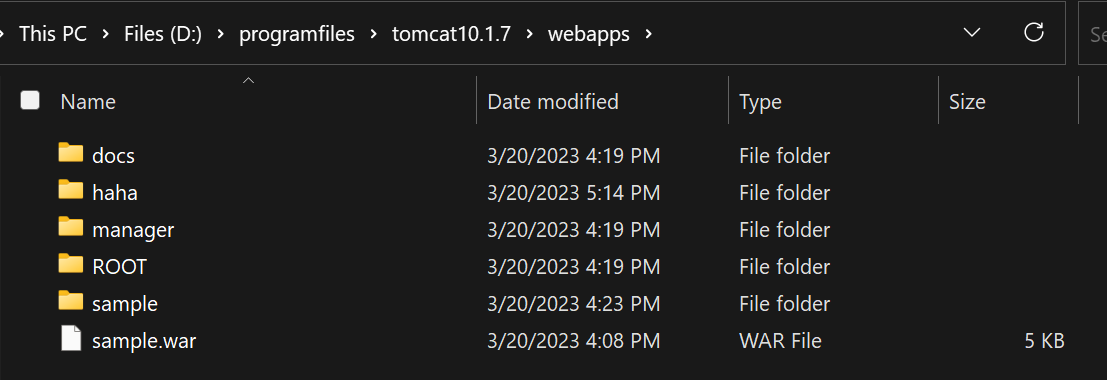 This PC > Files (D:) > programfiles > tomcat10.1.7 > webapps > Se
Name Date modified Type Size
docs 3/20/2023 4:19 PM File folder
haha 3/20/2023 5:14 PM File folder
manager 3/20/2023 4:19 PM File folder
ROOT 3/20/2023 4:19 PM File folder
sample 3/20/2023 4:23 PM File folder
sample.war 3/20/2023 4:08 PM WAR File 5 KB